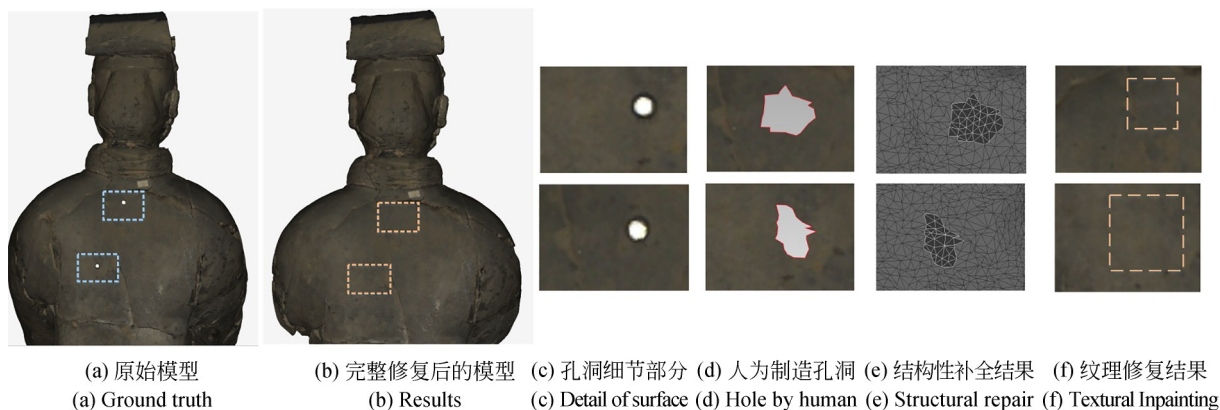 (a) 原始模型
(a) Ground truth
(b) 完整修复后的模型
(b) Results
(c) 孔洞细节部分
(c) Detail of surface
(d) 人为制造孔洞
(d) Hole by human
(e) 结构性补全结果
(e) Structural repair
(f) 纹理修复结果
(f) Textural Inpainting